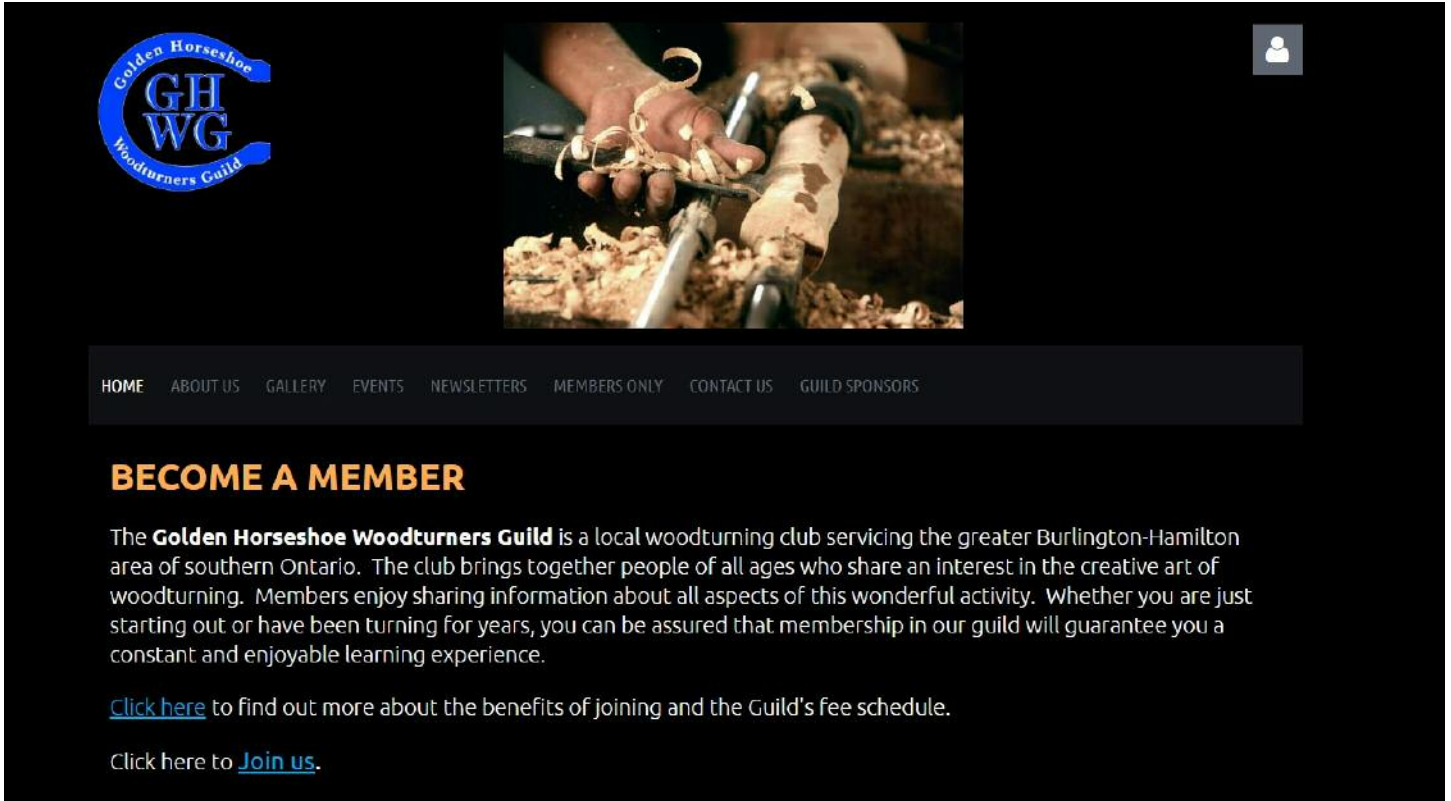 Golden Horseshoe
GH
WG
Woodturners Guild
HOME ABOUT US GALLERY EVENTS NEWSLETTERS MEMBERS ONLY CONTACT US GUILD SPONSORS
BECOME A MEMBER
The Golden Horseshoe Woodturners Guild is a local woodturning club servicing the greater Burlington-Hamilton
area of southern Ontario.  The club brings together people of all ages who share an interest in the creative art of
woodturning.  Members enjoy sharing information about all aspects of this wonderful activity.  Whether you are just
starting out or have been turning for years, you can be assured that membership in our guild will guarantee you a
constant and enjoyable learning experience.
Click here to find out more about the benefits of joining and the Guild's fee schedule.
Click here to Join us.